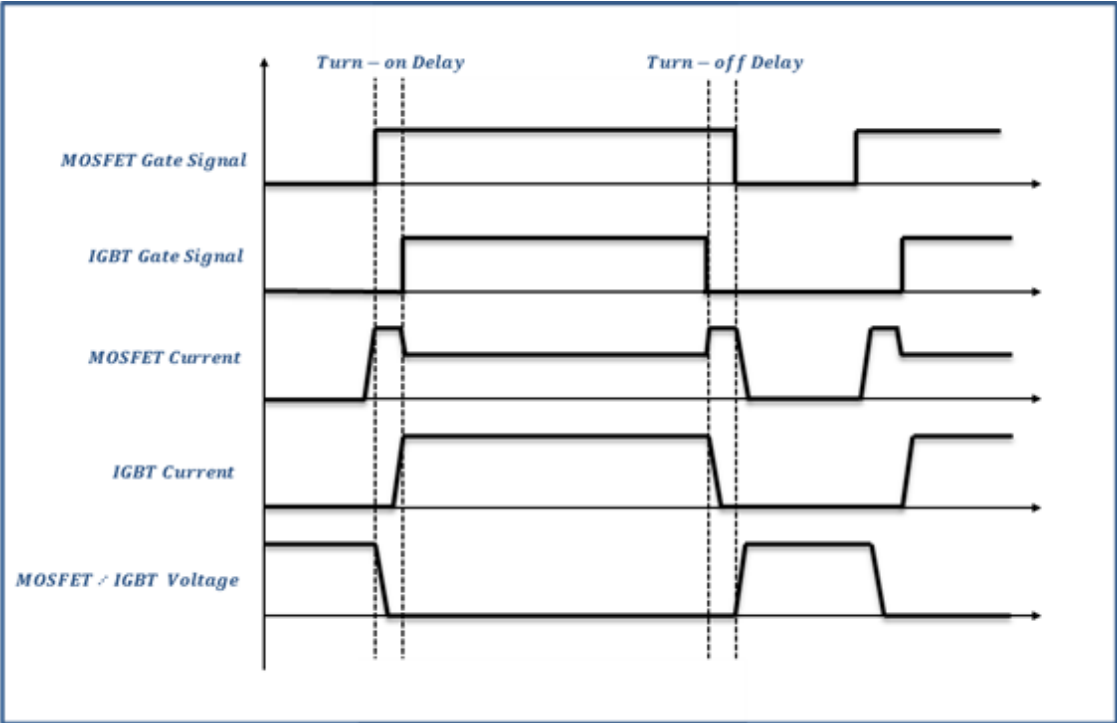 Turn – on Delay
Turn – off Delay
MOSFET Gate Signal
IGBT Gate Signal
MOSFET Current
IGBT Current
MOSFET / IGBT Voltage